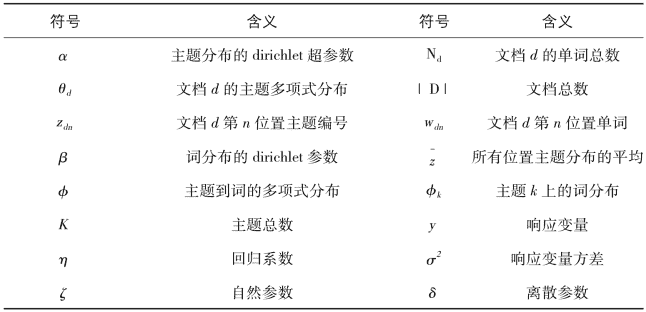 符号 含义 符号 含义
α 主题分布的 dirichlet 超参数 N_d 文档 d 的单词总数
θ_d 文档 d 的主题多项式分布 | D | 文档总数
z_dn 文档 d 第 n 位置主题编号 w_dn 文档 d 第 n 位置单词
β 词分布的 dirichlet 参数 z̄ 所有位置主题分布的平均
ϕ 主题到词的多项式分布 ϕ_k 主题 k 上的词分布
K 主题总数 y 响应变量
η 回归系数 σ² 响应变量方差
ζ 自然参数 δ 离散参数